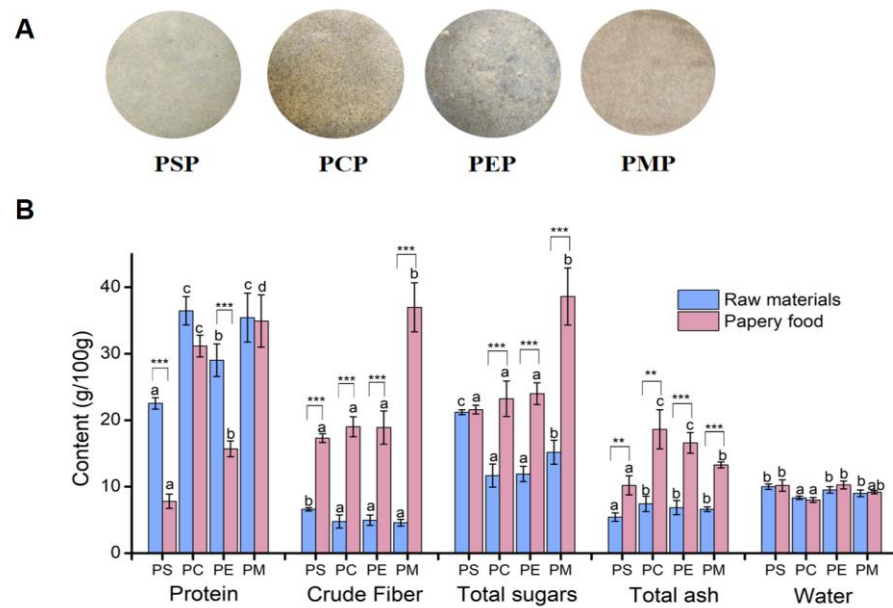 A
PSP PCP PEP PMP
B
Content (g/100g)
40
30
20
10
0
Raw materials
Papery food
*** *** *** *** *** *** *** *** *** ** ** *** ***
a a c c b b c d
b a a a a a a b
c a a a a a b b
a a b c b c b b
b b a a b b b ab
PS PC PE PM PS PC PE PM PS PC PE PM PS PC PE PM PS PC PE PM
Protein Crude Fiber Total sugars Total ash Water